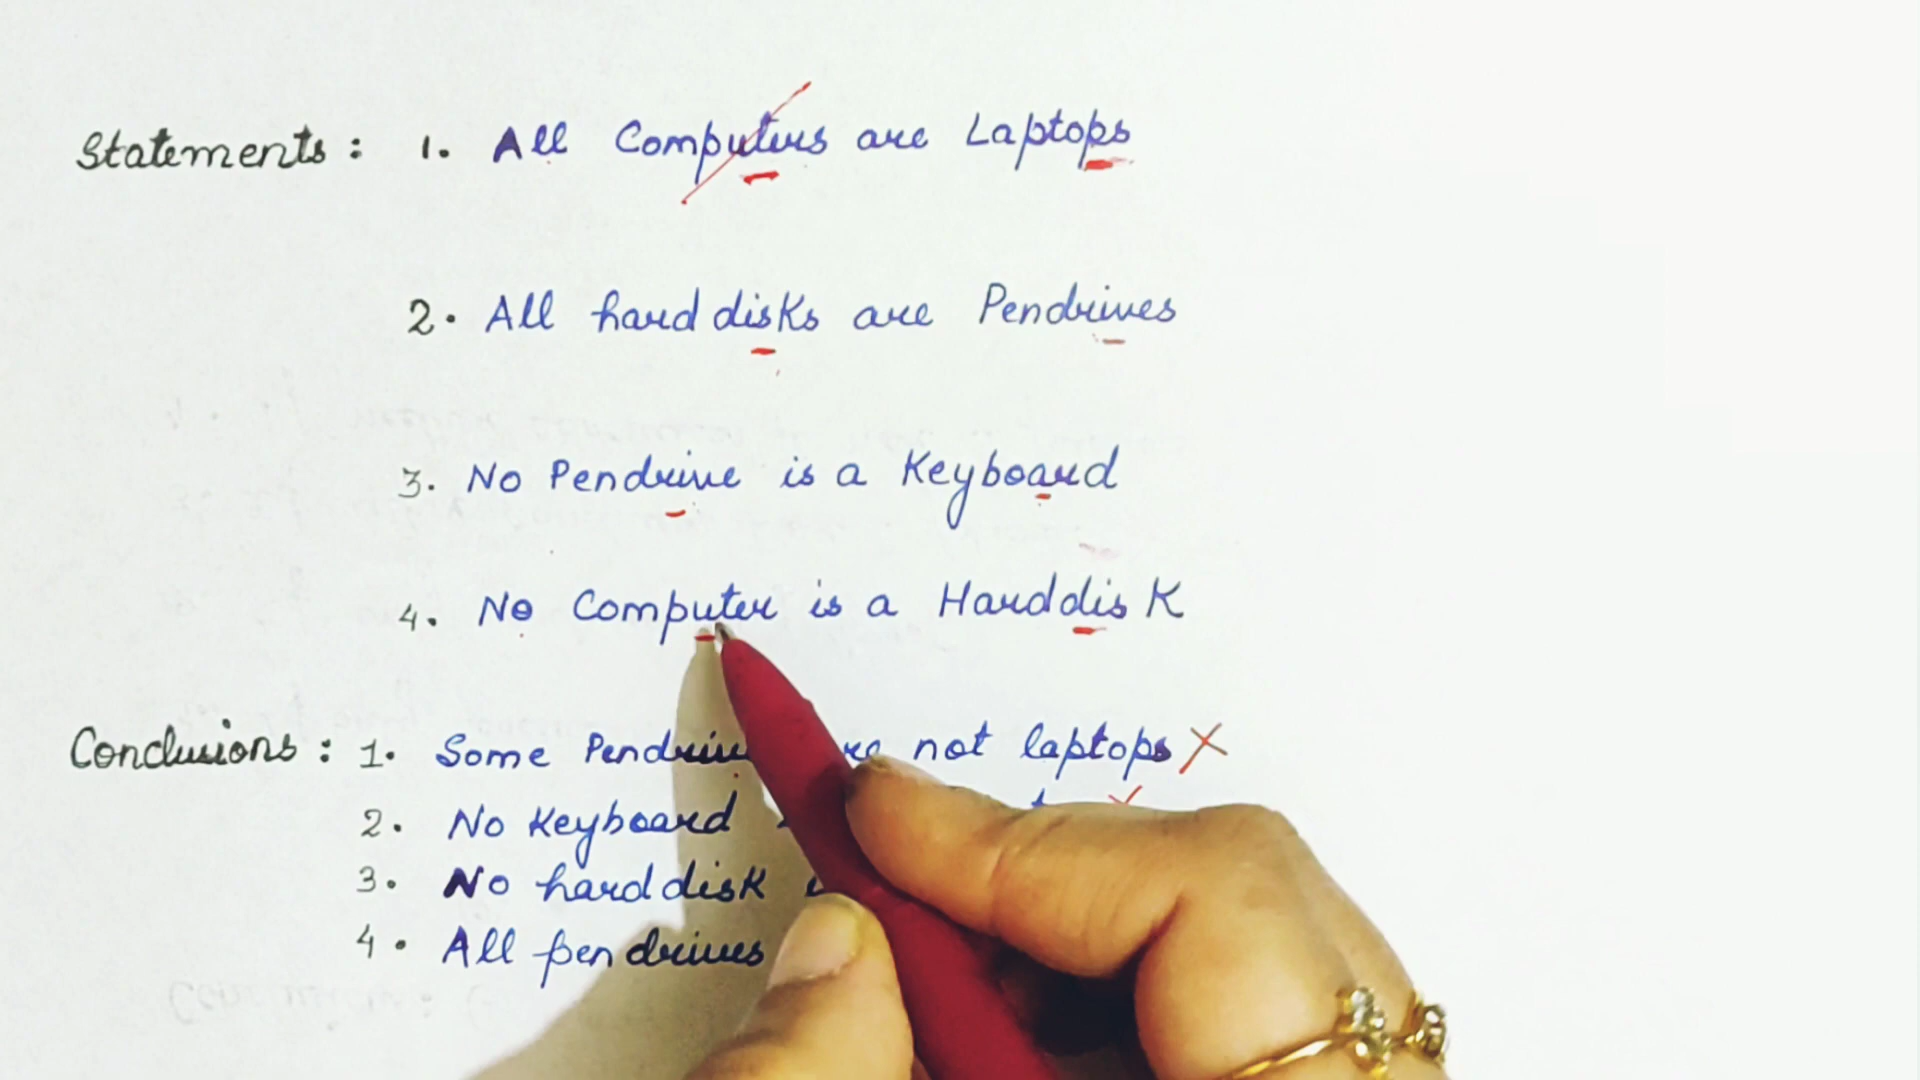 Statements : 1. All Computers are Laptops
2. All hard disks are Pendrives
3. No Pendrive is a Keyboard
4. No Computer is a Harddisk
Conclusions : 1. Some not laptops
2. No Keyboard
3. No hard disk
4. All pen drives